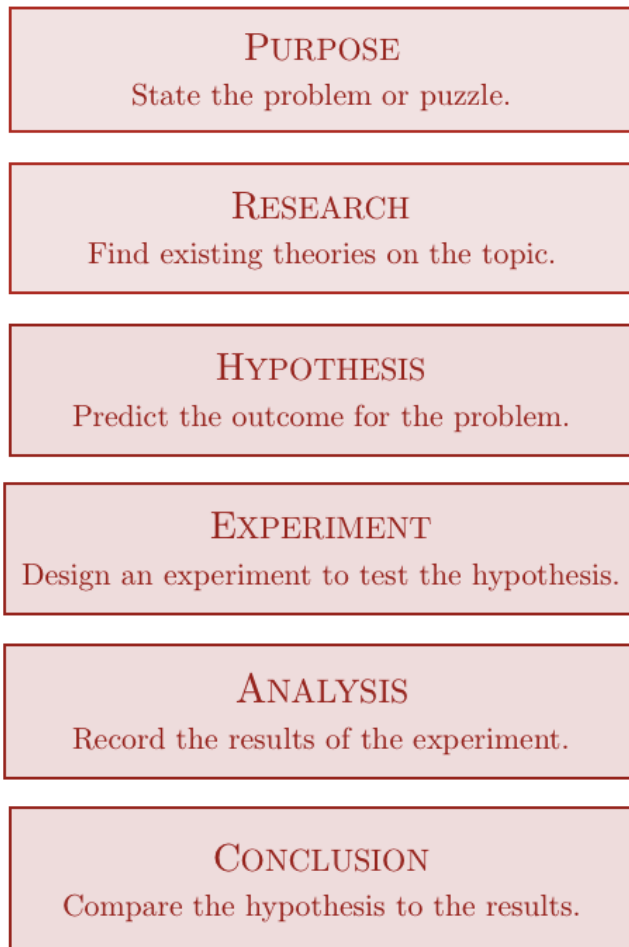 PURPOSE
State the problem or puzzle.
RESEARCH
Find existing theories on the topic.
HYPOTHESIS
Predict the outcome for the problem.
EXPERIMENT
Design an experiment to test the hypothesis.
ANALYSIS
Record the results of the experiment.
CONCLUSION
Compare the hypothesis to the results.